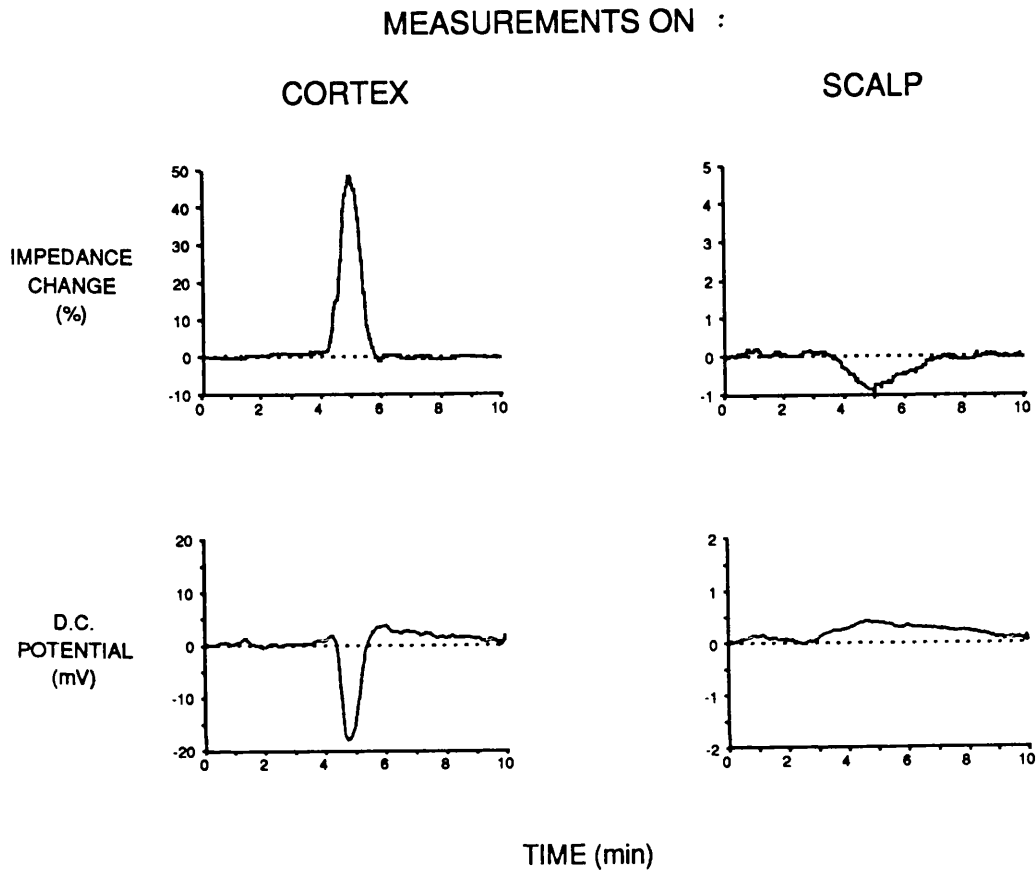 MEASUREMENTS ON :
CORTEX
SCALP
IMPEDANCE
CHANGE
(%)
50
40
30
20
10
0
-10
0 2 4 6 8 10
5
4
3
2
1
0
-1
0 2 4 6 8 10
D.C.
POTENTIAL
(mV)
20
10
0
-10
-20
0 2 4 6 8 10
2
1
0
-1
-2
0 2 4 6 8 10
TIME (min)